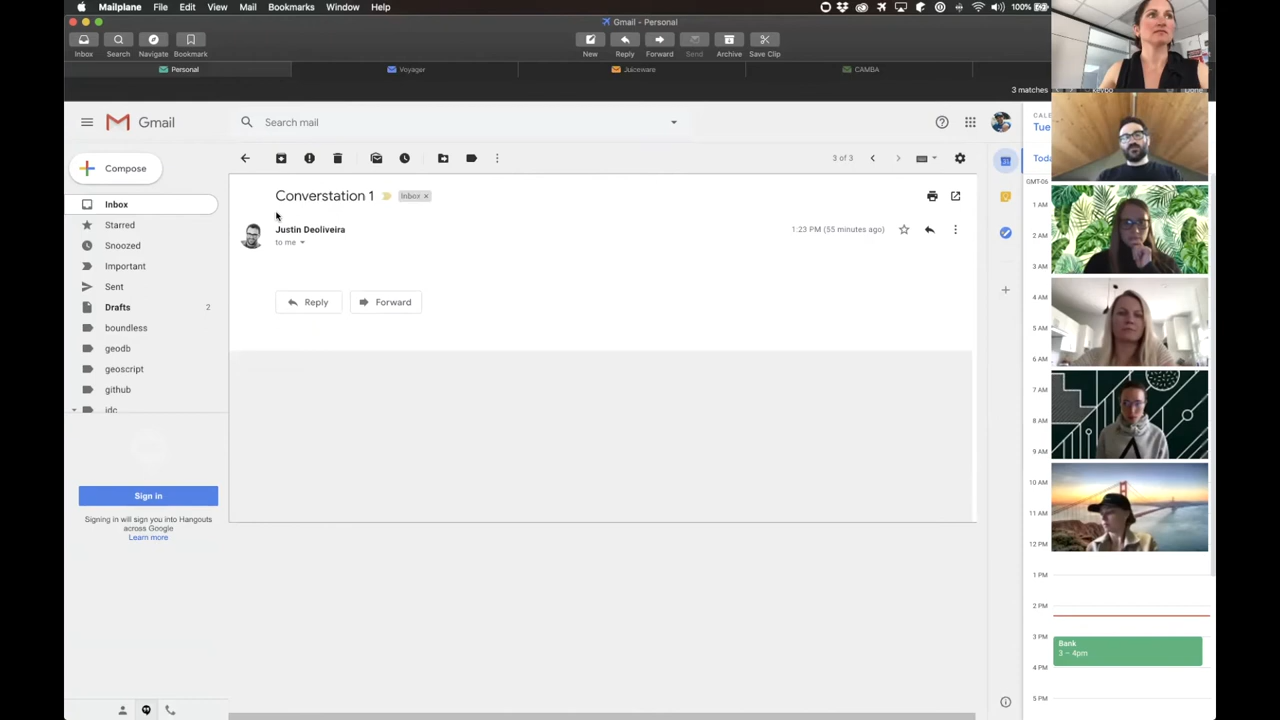 Mailplane File Edit View Mail Bookmarks Window Help 100%
Gmail - Personal
Inbox Search Navigate Bookmark New Reply Forward Send Archive Save Clip
Personal Voyager Juiceware CAMBA
3 matches
Gmail Search mail
Tue
Compose 3 of 3 Toda
GMT-06
Converstation 1 Inbox ×
Inbox
Starred
Snoozed
Important
Sent
Drafts 2
boundless
geodb
geoscript
github
idc
Justin Deoliveira 1:23 PM (55 minutes ago)
to me
Reply Forward
Sign in
Signing in will sign you into Hangouts
across Google
Learn more
1 AM
2 AM
3 AM
4 AM
5 AM
6 AM
7 AM
8 AM
9 AM
10 AM
11 AM
12 PM
1 PM
2 PM
3 PM
Bank
3 – 4pm
4 PM
5 PM